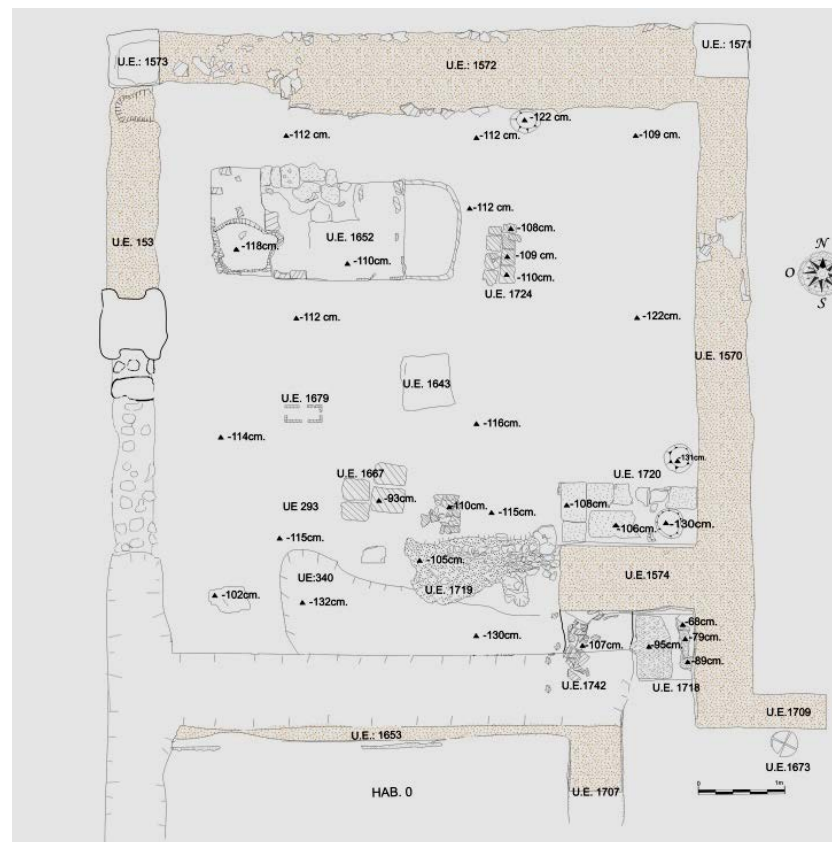 U.E.: 1573
U.E.: 1572
U.E.: 1571
-122 cm.
-112 cm.
-112 cm.
-109 cm.
U.E. 153
-112 cm.
U.E. 1652
-108cm.
-118cm.
-109 cm.
-110cm.
-110cm.
U.E. 1724
N
O
S
-112 cm.
-122cm.
U.E. 1570
U.E. 1643
U.E. 1679
-114cm.
-116cm.
-131cm.
U.E. 1667
U.E. 1720
-93cm.
UE 293
-110cm.
-115cm.
-108cm.
-106cm.
-130cm.
-115cm.
-105cm.
UE:340
U.E. 1719
U.E.1574
-102cm.
-132cm.
-68cm.
-79cm.
-130cm.
-107cm.
-95cm.
-89cm.
U.E.1742
U.E. 1718
U.E.1709
U.E.: 1653
U.E.1673
0
1m
HAB. 0
U.E. 1707